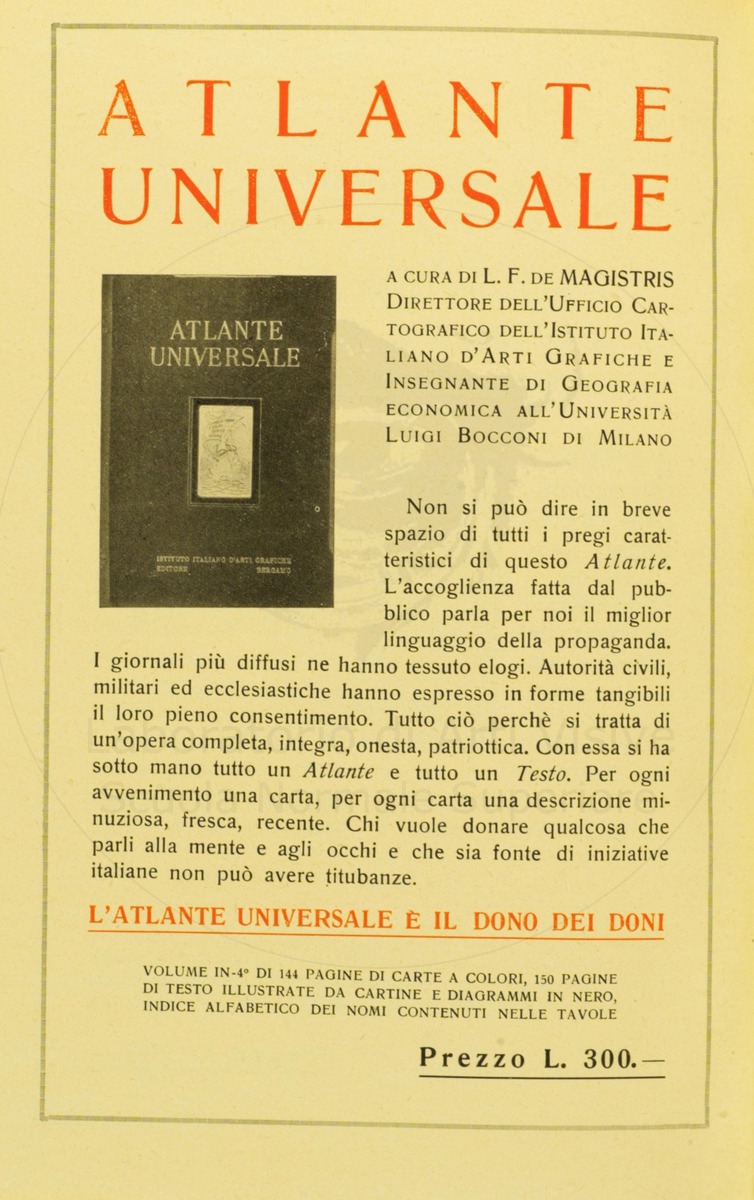 ATLANTE
UNIVERSALE
A CURA DI L. F. DE MAGISTRIS
DIRETTORE DELL'UFFICIO CAR-
TOGRAFICO DELL'ISTITUTO ITA-
LIANO D'ARTI GRAFICHE E
INSEGNANTE DI GEOGRAFIA
ECONOMICA ALL'UNIVERSITÀ
LUIGI BOCCONI DI MILANO
ATLANTE
UNIVERSALE
ISTITUTO ITALIANO D'ARTI GRAFICHE
EDITORE BERGAMO
Non si può dire in breve
spazio di tutti i pregi carat-
teristici di questo Atlante.
L'accoglienza fatta dal pub-
blico parla per noi il miglior
linguaggio della propaganda.
I giornali più diffusi ne hanno tessuto elogi. Autorità civili,
militari ed ecclesiastiche hanno espresso in forme tangibili
il loro pieno consentimento. Tutto ciò perchè si tratta di
un'opera completa, integra, onesta, patriottica. Con essa si ha
sotto mano tutto un Atlante e tutto un Testo. Per ogni
avvenimento una carta, per ogni carta una descrizione mi-
nuziosa, fresca, recente. Chi vuole donare qualcosa che
parli alla mente e agli occhi e che sia fonte di iniziative
italiane non può avere titubanze.
L'ATLANTE UNIVERSALE È IL DONO DEI DONI
VOLUME IN-4° DI 144 PAGINE DI CARTE A COLORI, 150 PAGINE
DI TESTO ILLUSTRATE DA CARTINE E DIAGRAMMI IN NERO,
INDICE ALFABETICO DEI NOMI CONTENUTI NELLE TAVOLE
Prezzo L. 300.—